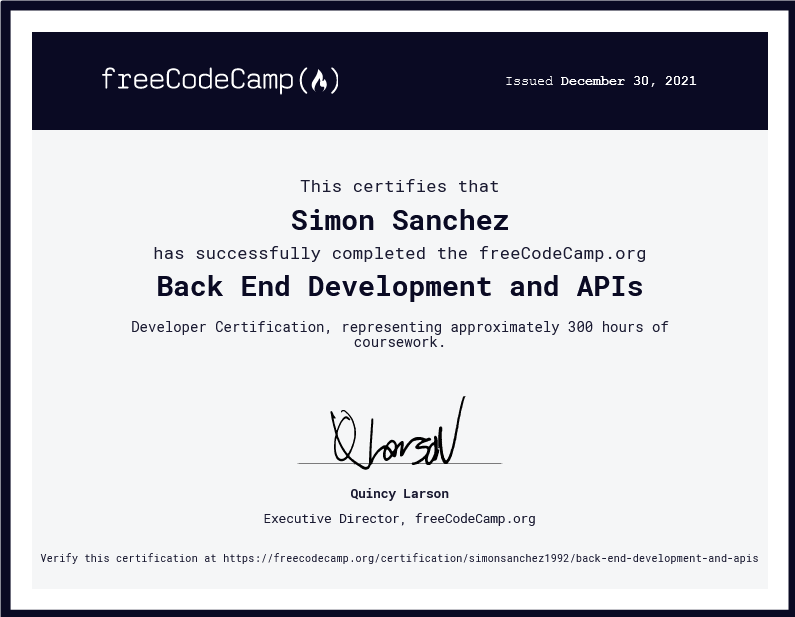 freeCodeCamp
Issued December 30, 2021
This certifies that
Simon Sanchez
has successfully completed the freeCodeCamp.org
Back End Development and APIs
Developer Certification, representing approximately 300 hours of
coursework.
Q Larson
Quincy Larson
Executive Director, freeCodeCamp.org
Verify this certification at https://freecodecamp.org/certification/simonsanchez1992/back-end-development-and-apis